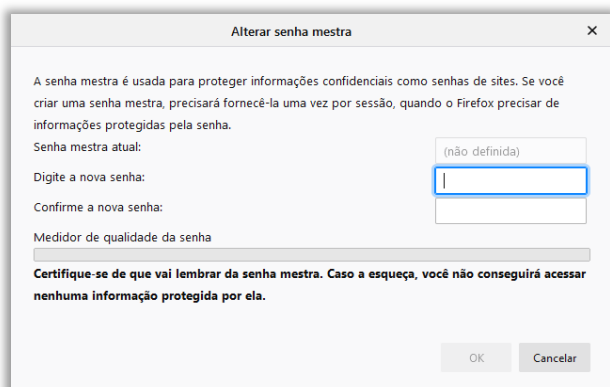 Alterar senha mestra
A senha mestra é usada para proteger informações confidenciais como senhas de sites. Se você
criar uma senha mestra, precisará fornecê-la uma vez por sessão, quando o Firefox precisar de
informações protegidas pela senha.
Senha mestra atual:
(não definida)
Digite a nova senha:
Confirme a nova senha:
Medidor de qualidade da senha
Certifique-se de que vai lembrar da senha mestra. Caso a esqueça, você não conseguirá acessar
nenhuma informação protegida por ela.
OK
Cancelar